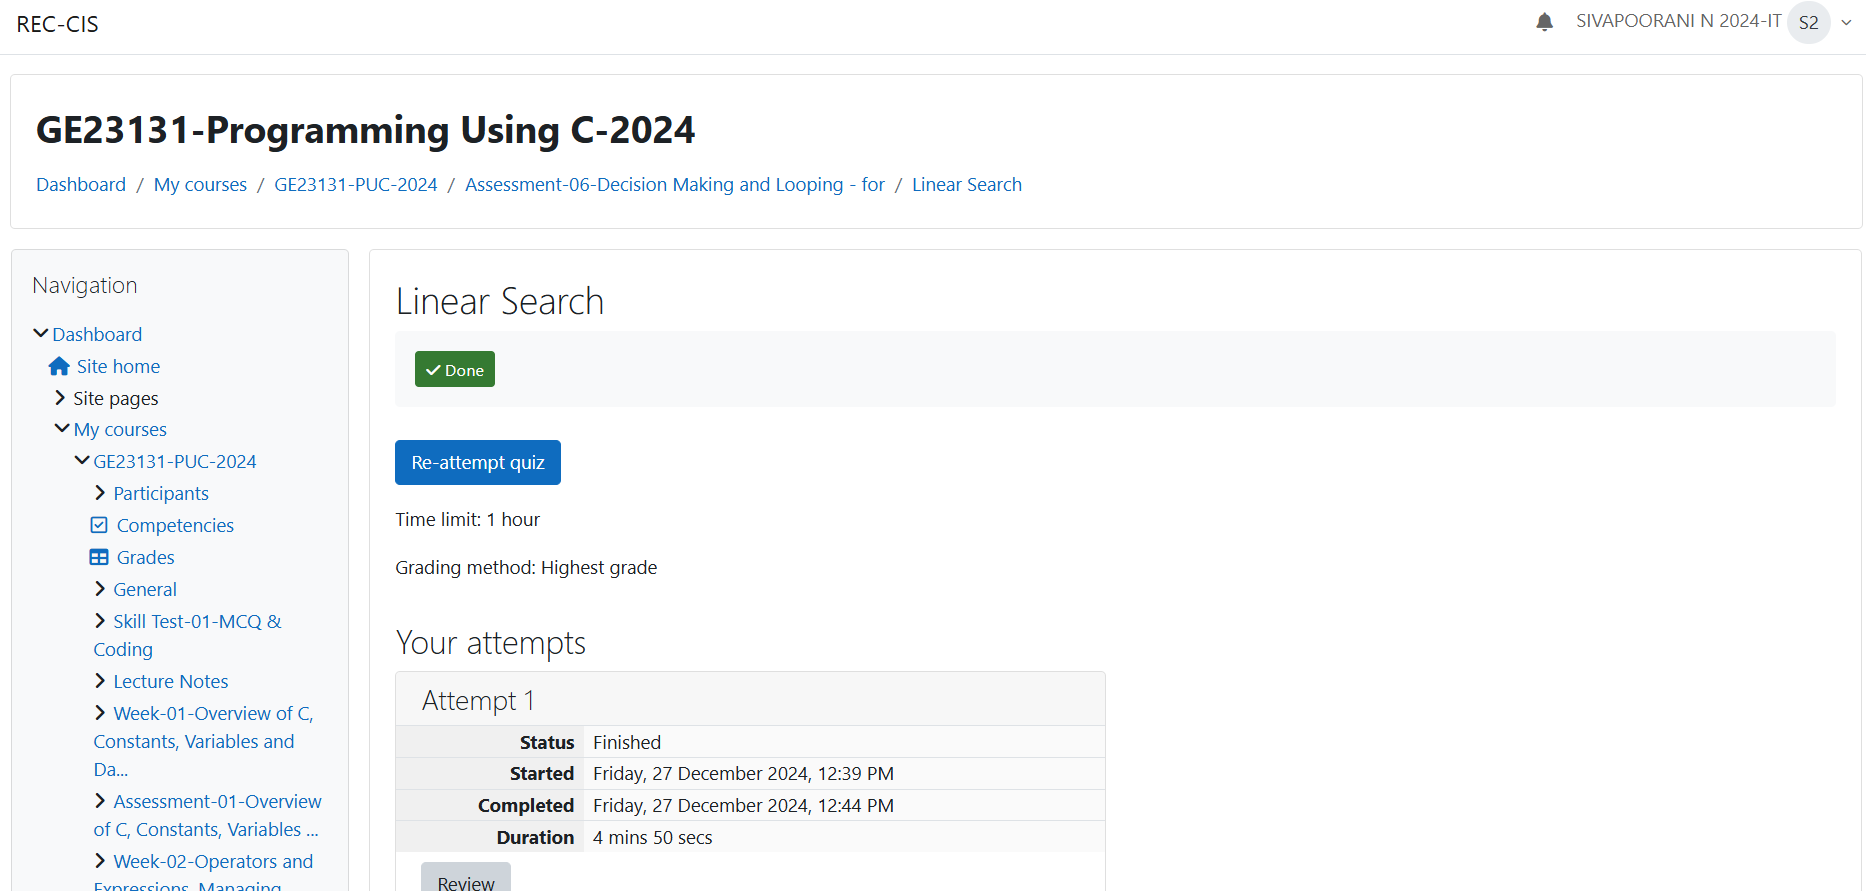 REC-CIS
SIVAPOORANI N 2024-IT S2
GE23131-Programming Using C-2024
Dashboard / My courses / GE23131-PUC-2024 / Assessment-06-Decision Making and Looping - for / Linear Search
Navigation
Dashboard
Site home
Site pages
My courses
GE23131-PUC-2024
Participants
Competencies
Grades
General
Skill Test-01-MCQ &
Coding
Lecture Notes
Week-01-Overview of C,
Constants, Variables and
Da...
Assessment-01-Overview
of C, Constants, Variables ...
Week-02-Operators and
Expressions, Managing
Linear Search
Done
Re-attempt quiz
Time limit: 1 hour
Grading method: Highest grade
Your attempts
Attempt 1
Status Finished
Started Friday, 27 December 2024, 12:39 PM
Completed Friday, 27 December 2024, 12:44 PM
Duration 4 mins 50 secs
Review